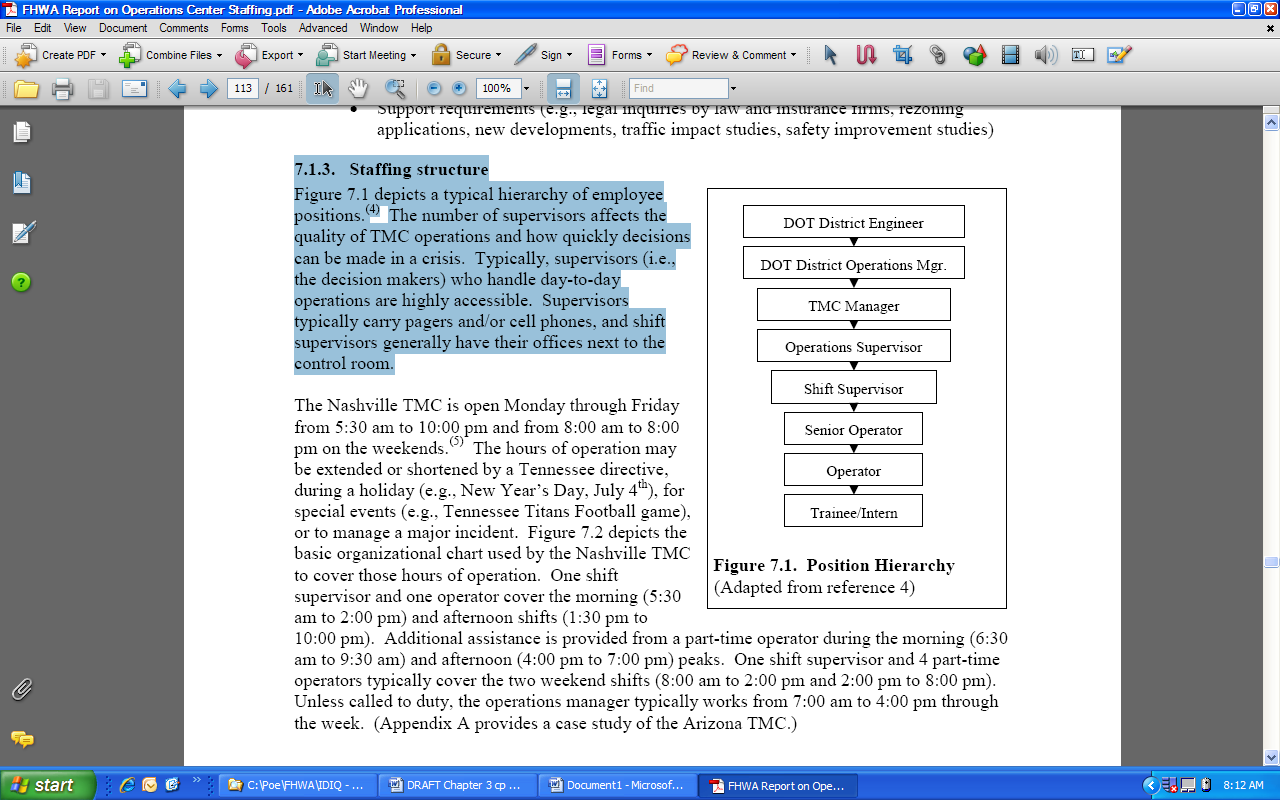 FHWA Report on Operations Center Staffing.pdf - Adobe Acrobat Professional
File Edit View Document Comments Forms Tools Advanced Window Help
Create PDF Combine Files Export Start Meeting Secure Sign Forms Review & Comment
113 / 161 100% Find
• Support requirements (e.g., legal inquiries by law and insurance firms, rezoning
applications, new developments, traffic impact studies, safety improvement studies)
7.1.3. Staffing structure
Figure 7.1 depicts a typical hierarchy of employee
positions.(4) The number of supervisors affects the
quality of TMC operations and how quickly decisions
can be made in a crisis. Typically, supervisors (i.e.,
the decision makers) who handle day-to-day
operations are highly accessible. Supervisors
typically carry pagers and/or cell phones, and shift
supervisors generally have their offices next to the
control room.
DOT District Engineer
DOT District Operations Mgr.
TMC Manager
Operations Supervisor
Shift Supervisor
Senior Operator
Operator
Trainee/Intern
Figure 7.1. Position Hierarchy
(Adapted from reference 4)
The Nashville TMC is open Monday through Friday
from 5:30 am to 10:00 pm and from 8:00 am to 8:00
pm on the weekends.(5) The hours of operation may
be extended or shortened by a Tennessee directive,
during a holiday (e.g., New Year's Day, July 4th), for
special events (e.g., Tennessee Titans Football game),
or to manage a major incident. Figure 7.2 depicts the
basic organizational chart used by the Nashville TMC
to cover those hours of operation. One shift
supervisor and one operator cover the morning (5:30
am to 2:00 pm) and afternoon shifts (1:30 pm to
10:00 pm). Additional assistance is provided from a part-time operator during the morning (6:30
am to 9:30 am) and afternoon (4:00 pm to 7:00 pm) peaks. One shift supervisor and 4 part-time
operators typically cover the two weekend shifts (8:00 am to 2:00 pm and 2:00 pm to 8:00 pm).
Unless called to duty, the operations manager typically works from 7:00 am to 4:00 pm through
the week. (Appendix A provides a case study of the Arizona TMC.)
start C:\Poe\FHWA\IDIQ - ... DRAFT Chapter 3 cp ... Document1 - Microsof... FHWA Report on Ope... 8:12 AM